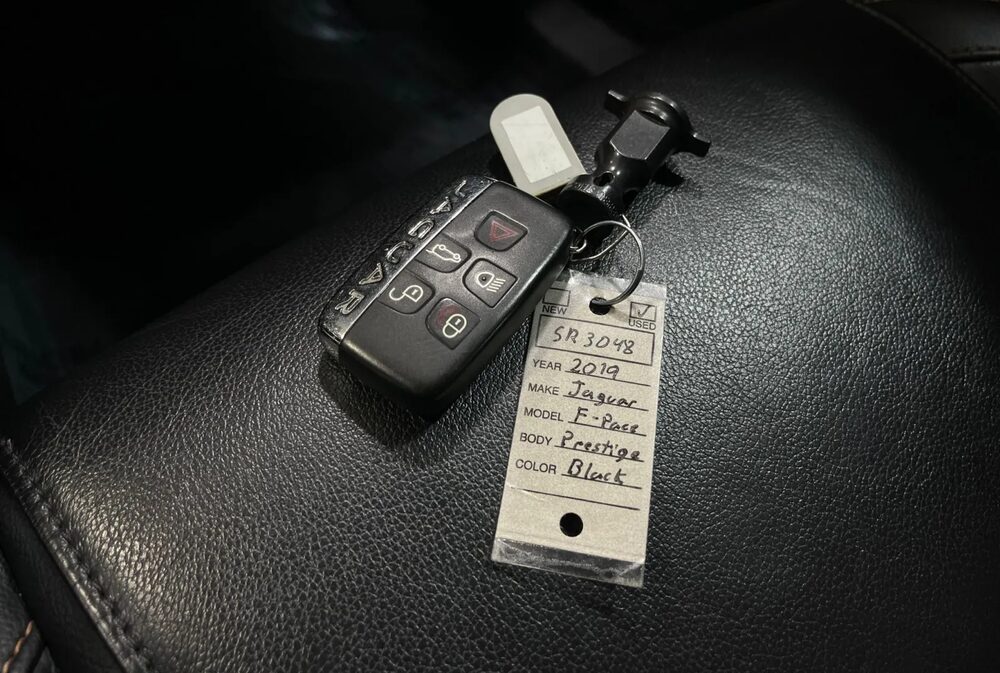 JAGUAR
NEW
USED
SR3048
YEAR 2019
MAKE Jaguar
MODEL F-Pace
BODY Prestige
COLOR Black